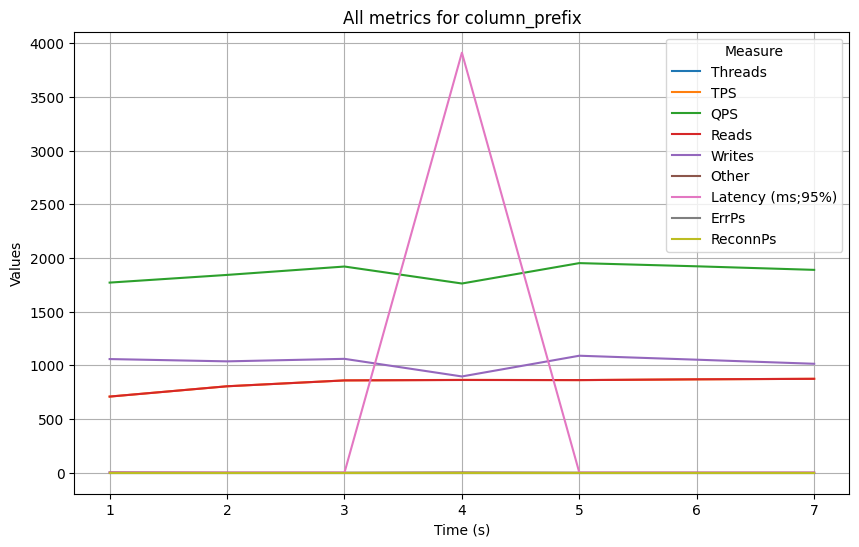 All metrics for column_prefix
4000
3500
3000
2500
2000
1500
1000
500
0
Values
Measure
Threads
TPS
QPS
Reads
Writes
Other
Latency (ms;95%)
ErrPs
ReconnPs
1 2 3 4 5 6 7
Time (s)